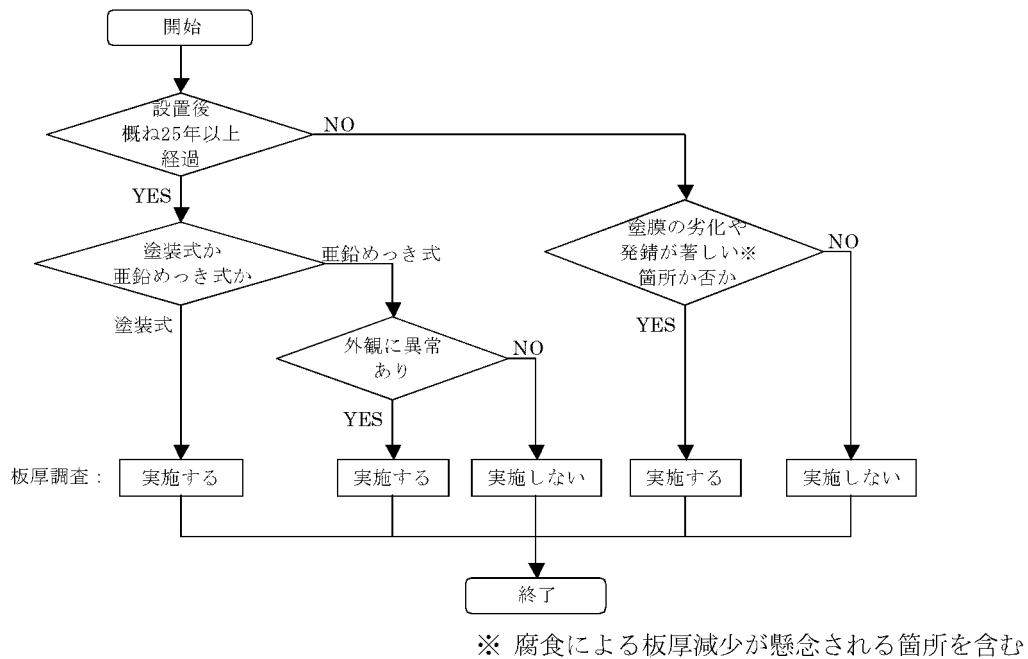 開始
設置後
概ね25年以上
経過
NO
YES
塗装式か
亜鉛めっき式か
亜鉛めっき式
塗装式
塗膜の劣化や
発錆が著しい※
箇所か否か
NO
YES
外観に異常
あり
NO
YES
板厚調査：
実施する
実施する
実施しない
実施する
実施しない
終了
※ 腐食による板厚減少が懸念される箇所を含む